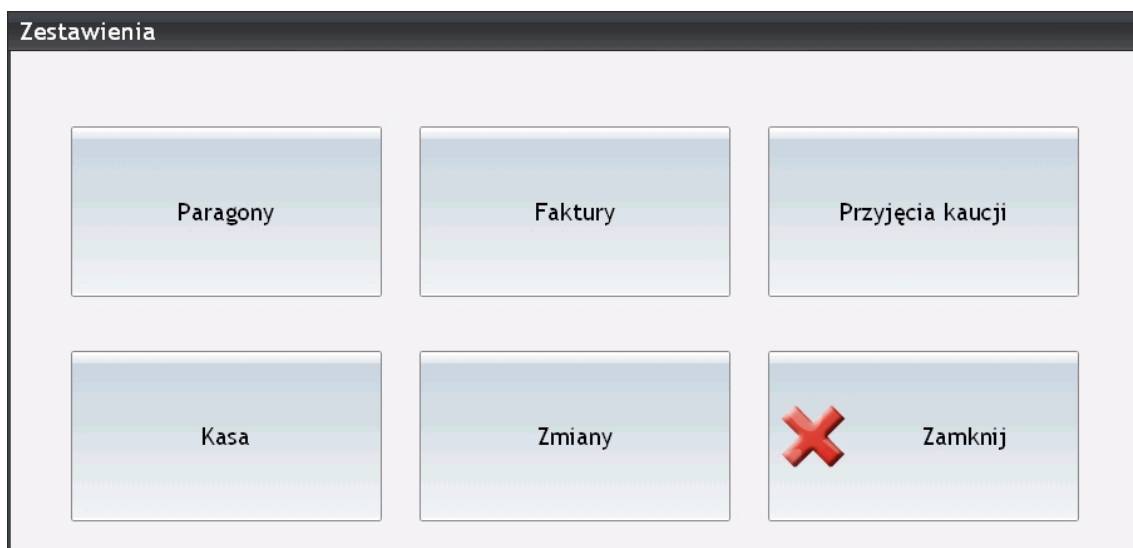 Zestawienia
Paragony
Faktury
Przyjęcia kaucji
Kasa
Zmiany
Zamknij